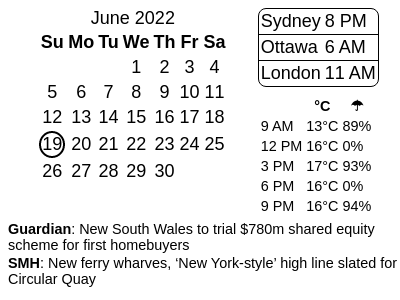 June 2022
Su Mo Tu We Th Fr Sa
1 2 3 4
5 6 7 8 9 10 11
12 13 14 15 16 17 18
19 20 21 22 23 24 25
26 27 28 29 30
Sydney 8 PM
Ottawa 6 AM
London 11 AM
°C ☂
9 AM 13°C 89%
12 PM 16°C 0%
3 PM 17°C 93%
6 PM 16°C 0%
9 PM 16°C 94%
Guardian: New South Wales to trial $780m shared equity
scheme for first homebuyers
SMH: New ferry wharves, ‘New York-style’ high line slated for
Circular Quay